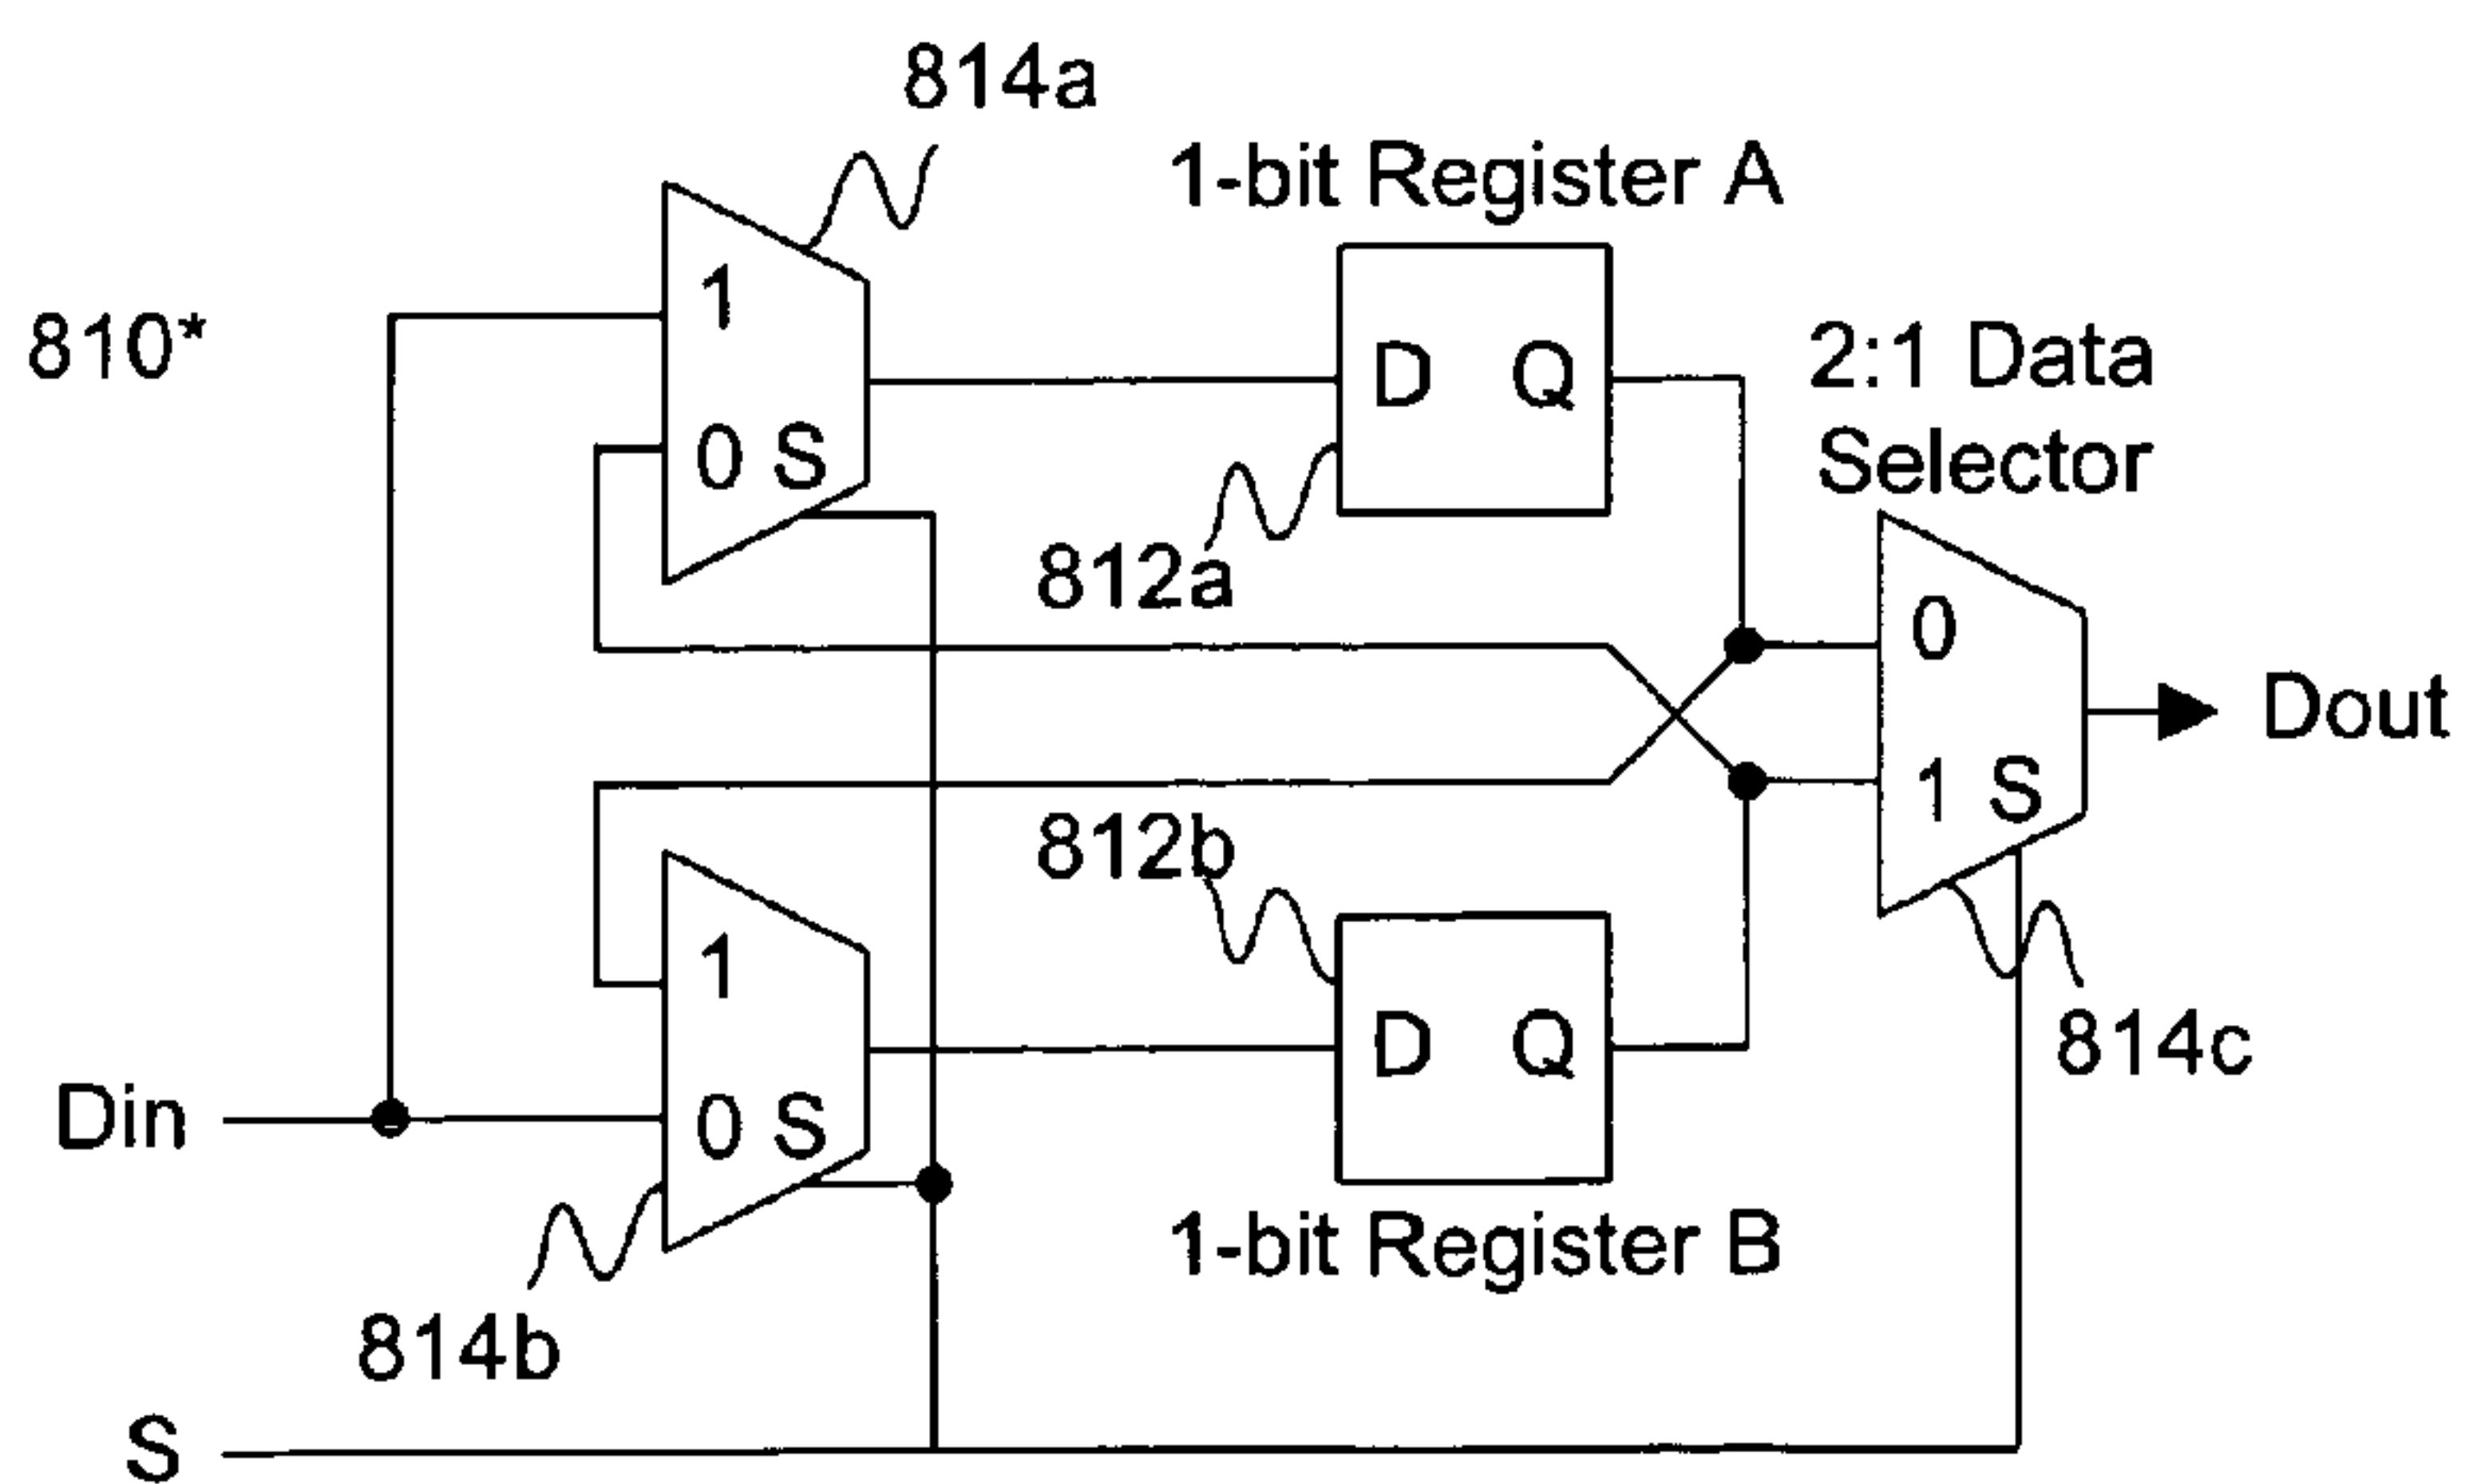 814a
1-bit Register A
810*
1
D Q
2:1 Data
Selector
0 S
812a
0
Dout
1 S
812b
1
D Q
814c
Din
0 S
1-bit Register B
814b
S